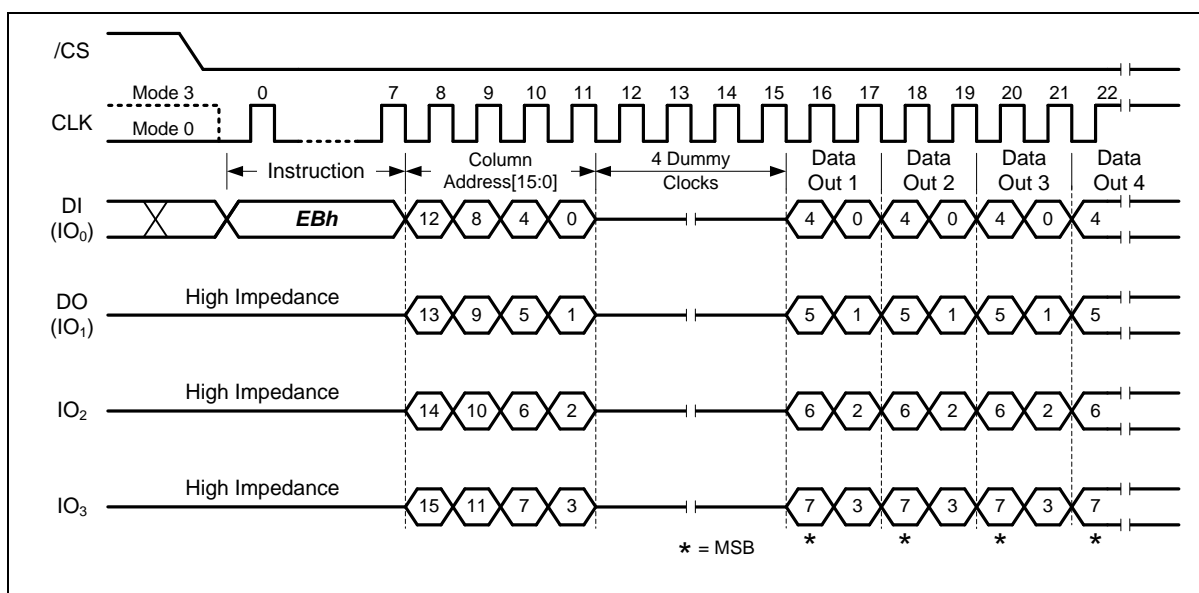 /CS
Mode 3 0 7 8 9 10 11 12 13 14 15 16 17 18 19 20 21 22
CLK
Mode 0
Instruction
Column
Address[15:0]
4 Dummy
Clocks
Data
Out 1
Data
Out 2
Data
Out 3
Data
Out 4
DI
(IO0)
EBh 12 8 4 0 4 0 4 0 4 0 4
DO
(IO1)
High Impedance 13 9 5 1 5 1 5 1 5 1 5
IO2
High Impedance 14 10 6 2 6 2 6 2 6 2 6
IO3
High Impedance 15 11 7 3 7 3 7 3 7 3 7
* * * *
* = MSB